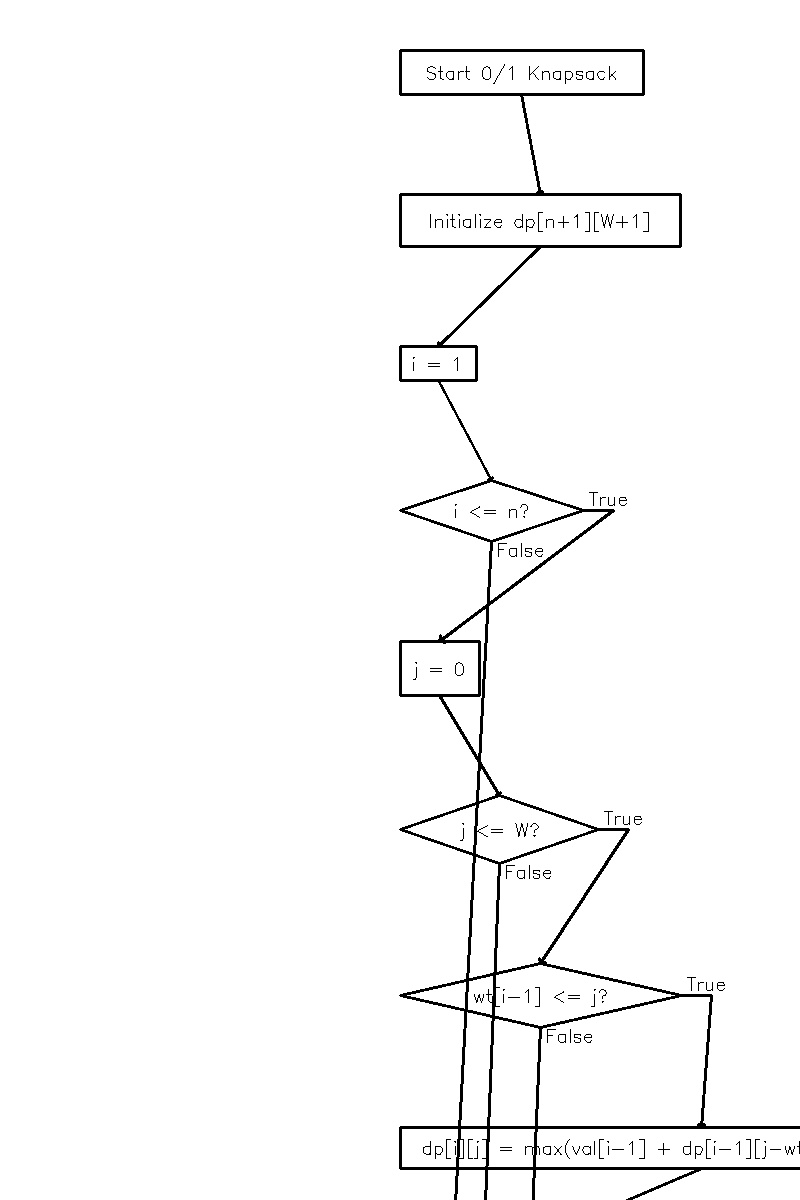 Start 0/1 Knapsack
Initialize dp[n+1][W+1]
i = 1
i <= n?
True
False
j = 0
j <= W?
True
False
wt[i-1] <= j?
True
False
dp[i][j] = max(val[i-1] + dp[i-1][j-wt